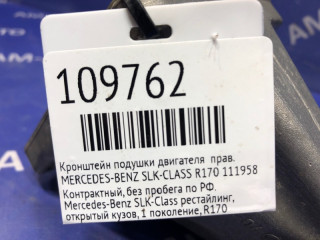 109762
Кронштейн подушки двигателя прав.
MERCEDES-BENZ SLK-CLASS R170 111958
Контрактный, без пробега по РФ.
Mercedes-Benz SLK-Class рестайлинг,
открытый кузов, 1 поколение, R170